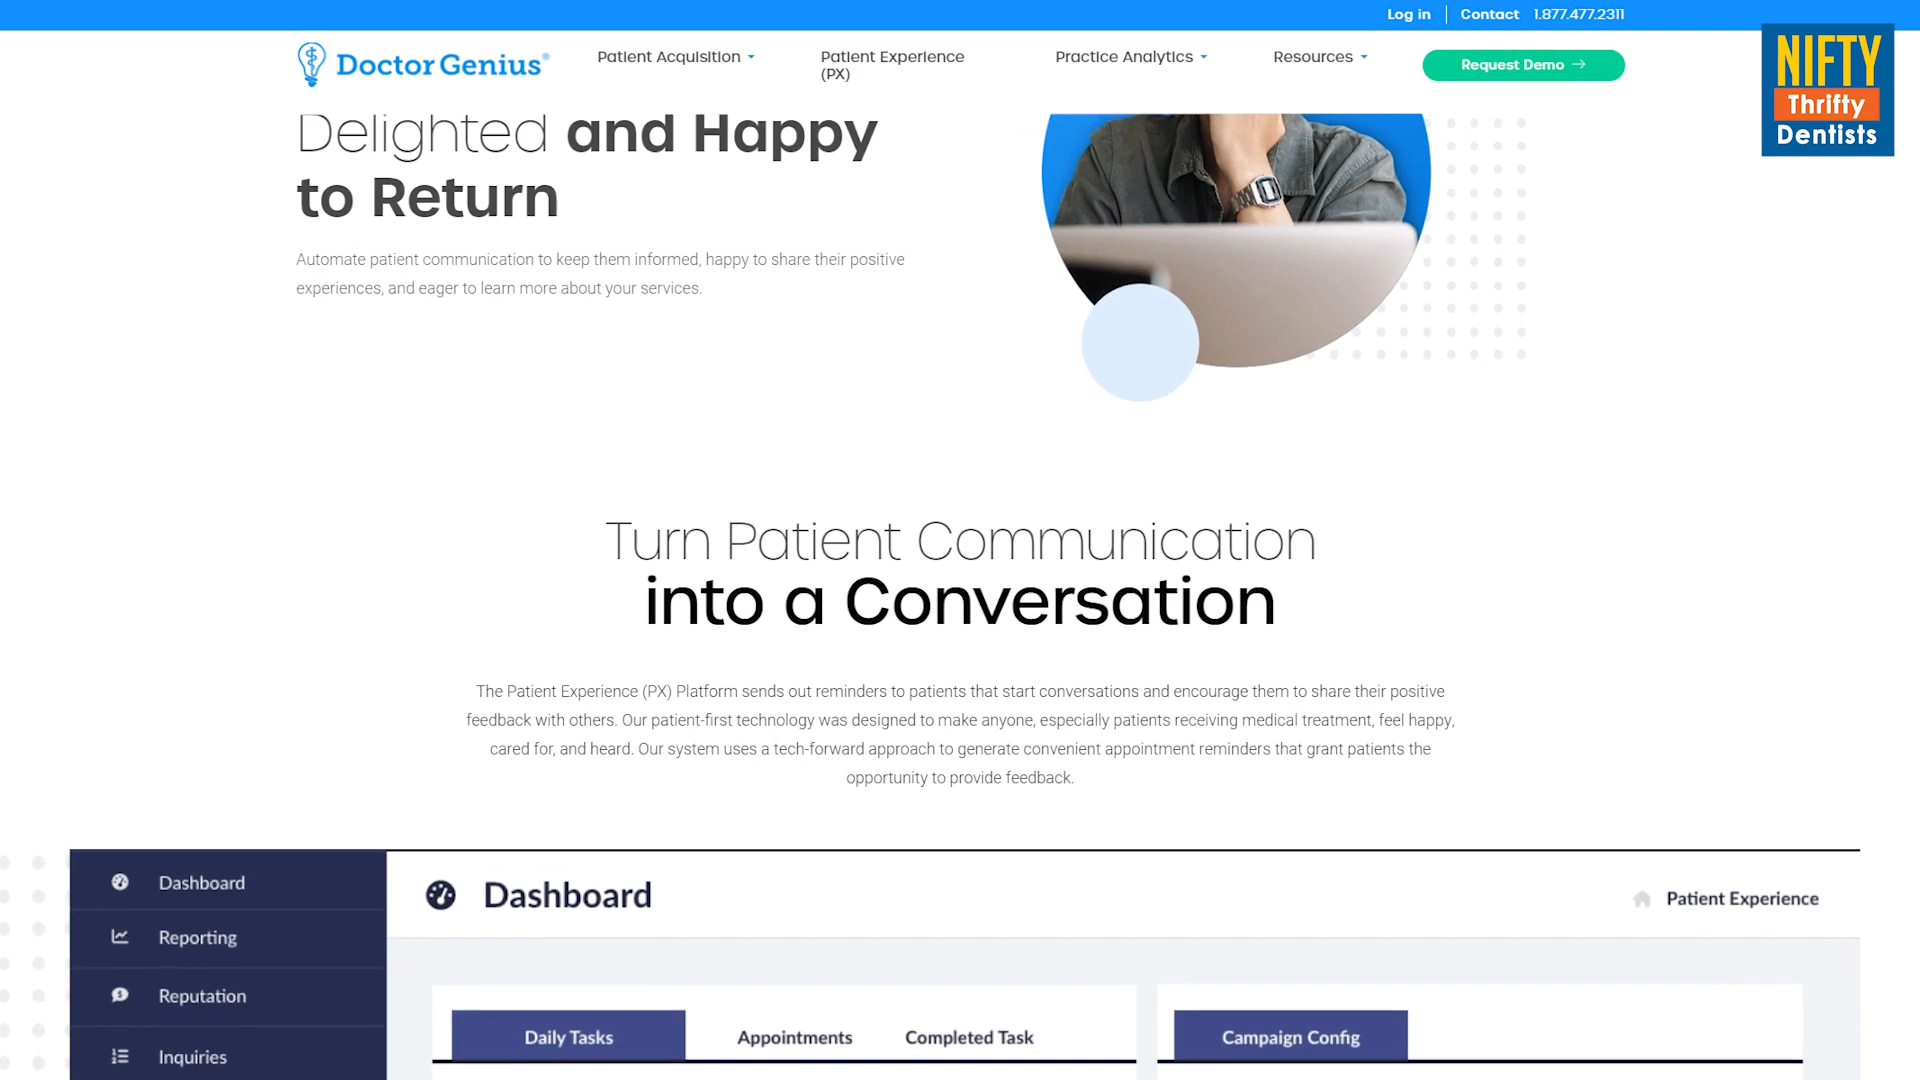 Log in
Contact 1.877.477.2311
Doctor Genius®
Patient Acquisition
Patient Experience
(PX)
Practice Analytics
Resources
Request Demo
NIFTY
Thrifty
Dentists
Delighted and Happy
to Return
Automate patient communication to keep them informed, happy to share their positive
experiences, and eager to learn more about your services.
Turn Patient Communication
into a Conversation
The Patient Experience (PX) Platform sends out reminders to patients that start conversations and encourage them to share their positive
feedback with others. Our patient-first technology was designed to make anyone, especially patients receiving medical treatment, feel happy,
cared for, and heard. Our system uses a tech-forward approach to generate convenient appointment reminders that grant patients the
opportunity to provide feedback.
Dashboard
Reporting
Reputation
Inquiries
Dashboard
Patient Experience
Daily Tasks
Appointments
Completed Task
Campaign Config